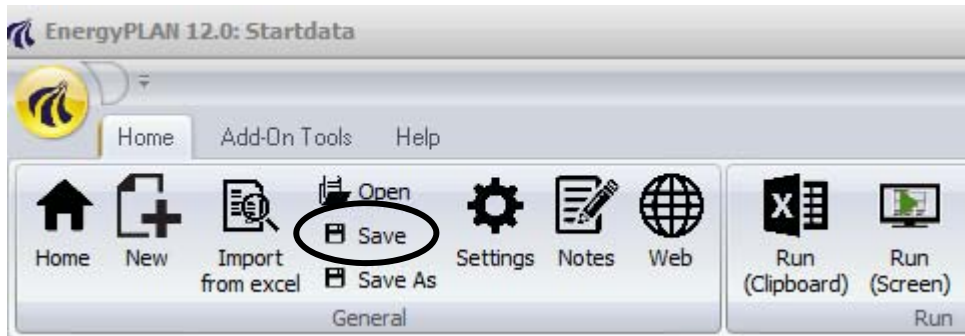 EnergyPLAN 12.0: Startdata
Home Add-On Tools Help
Home
New
Import
from excel
Open
Save
Save As
Settings
Notes
Web
Run
(Clipboard)
Run
(Screen)
General
Run